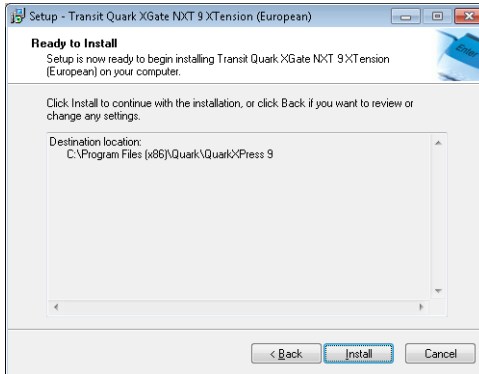 Setup - Transit Quark XGate NXT 9 XTension (European)
Ready to Install
Setup is now ready to begin installing Transit Quark XGate NXT 9 XTension
(European) on your computer.
Enter
Click Install to continue with the installation, or click Back if you want to review or
change any settings.
Destination location:
C:\Program Files (x86)\Quark\QuarkXPress 9
< Back
Install
Cancel